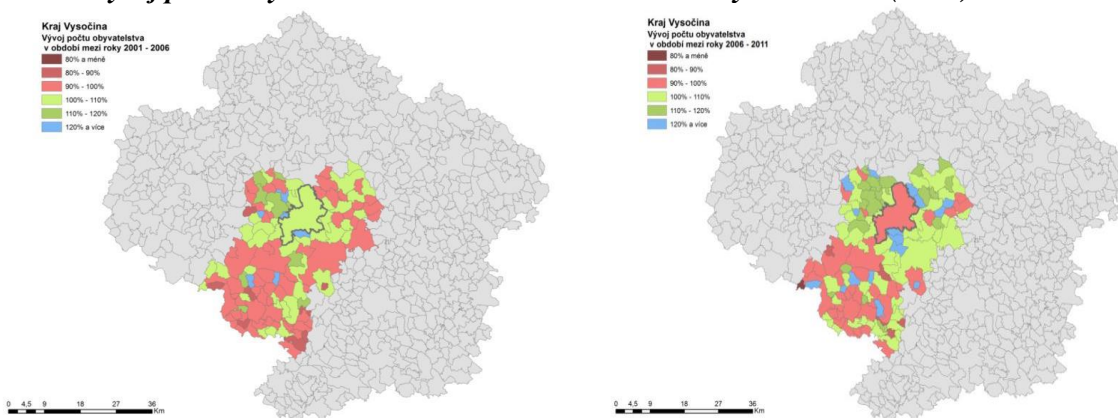 Kraj Vysočina
Vývoj počtu obyvatelstva
v období mezi roky 2001 - 2006
80% a méně
80% - 90%
90% - 100%
100% - 110%
110% - 120%
120% a více
0 4,5 9 18 27 36
Km
Kraj Vysočina
Vývoj počtu obyvatelstva
v období mezi roky 2006 - 2011
80% a méně
80% - 90%
90% - 100%
100% - 110%
110% - 120%
120% a více
0 4,5 9 18 27 36
Km